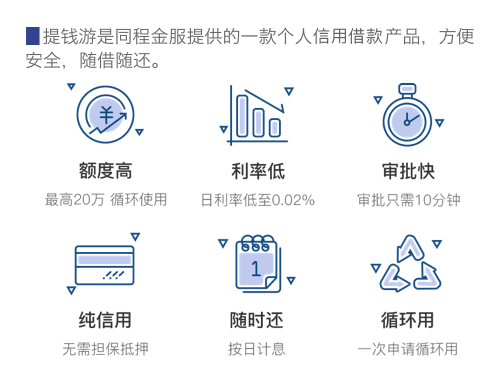 提钱游是同程金服提供的一款个人信用借款产品，方便
安全，随借随还。
¥
额度高
利率低
审批快
最高20万 循环使用
日利率低至0.02%
审批只需10分钟
1
纯信用
随时还
循环用
无需担保抵押
按日计息
一次申请循环用